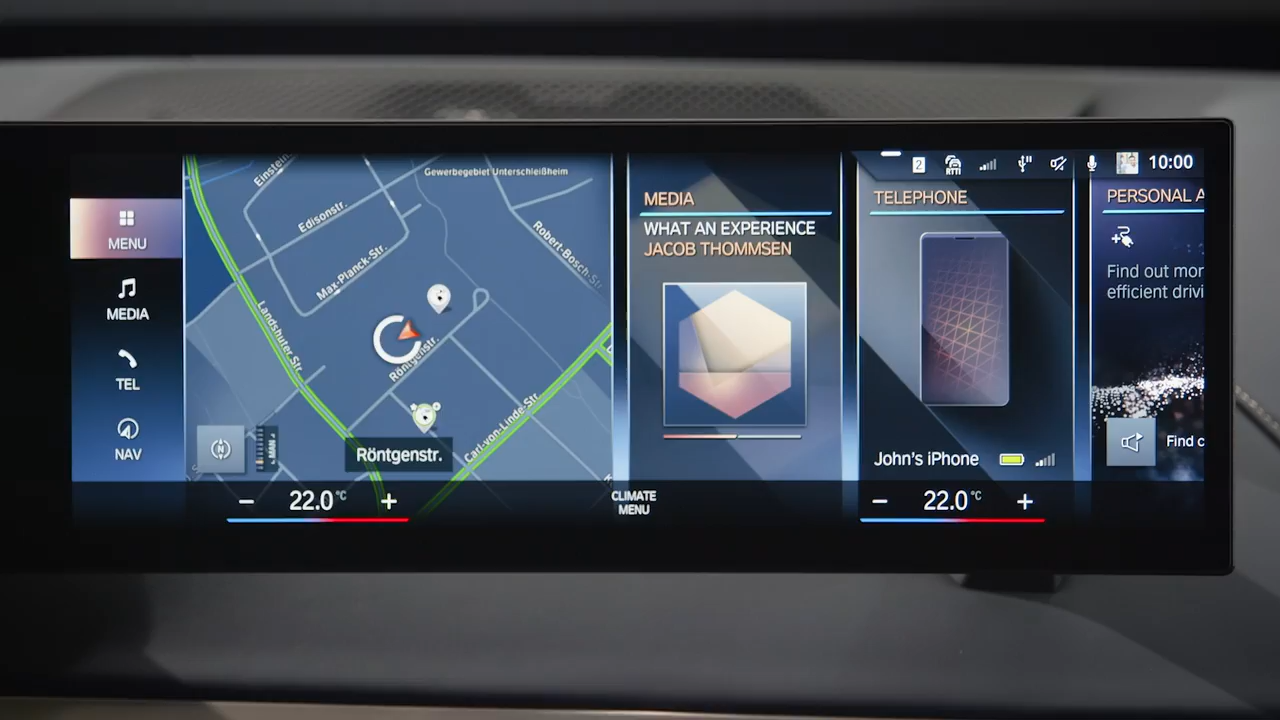 MENU
MEDIA
TEL
NAV
Einstein
Gewerbegebiet Unterschleißheim
Edisonstr.
Max-Planck-Str.
Robert-Bosch-Str
Landshuter Str.
Röntgenstr.
Carl-von-Linde-Str.
N
MAN
Röntgenstr.
MEDIA
WHAT AN EXPERIENCE
JACOB THOMMSEN
2
RTTI
10:00
TELEPHONE
John's iPhone
PERSONAL A
Find out mor
efficient drivi
Find c
− 22.0 °C +
CLIMATE
MENU
− 22.0 °C +